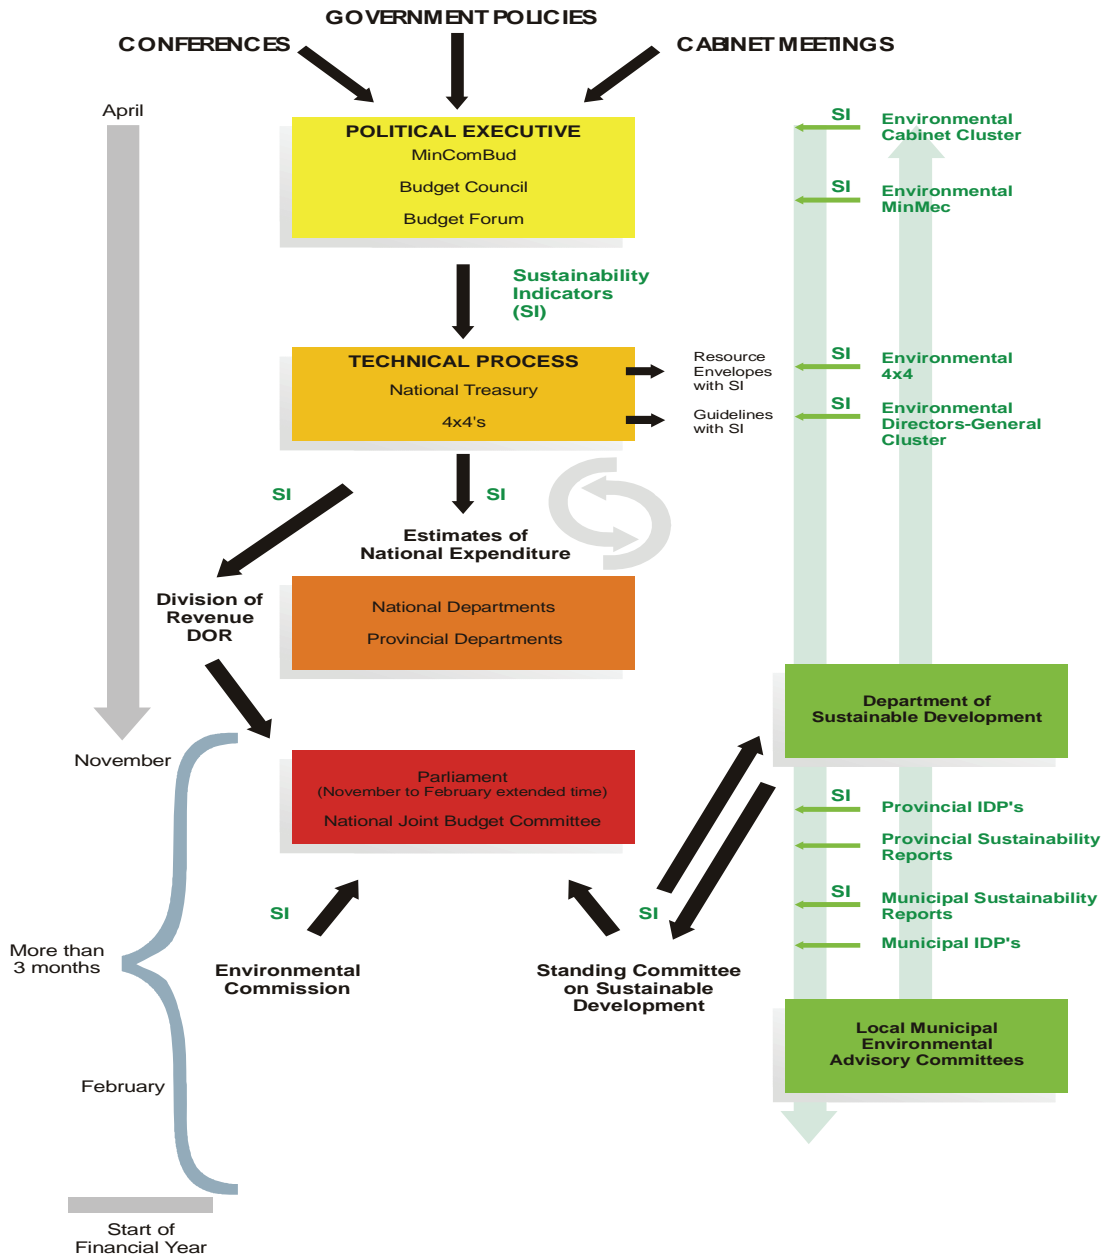 GOVERNMENT POLICIES
CONFERENCES
CABINET MEETINGS
April
POLITICAL EXECUTIVE
MinComBud
Budget Council
Budget Forum
SI
Environmental
Cabinet Cluster
SI
Environmental
MinMec
Sustainability
Indicators
(SI)
TECHNICAL PROCESS
National Treasury
4x4's
Resource
Envelopes
with SI
Guidelines
with SI
SI
Environmental
4x4
SI
Environmental
Directors-General
Cluster
SI
SI
Estimates of
National Expenditure
Division of
Revenue
DOR
National Departments
Provincial Departments
Department of
Sustainable Development
November
Parliament
(November to February extended time)
National Joint Budget Committee
SI
Provincial IDP's
Provincial Sustainability
Reports
SI
Municipal Sustainability
Reports
Municipal IDP's
SI
SI
More than
3 months
Environmental
Commission
Standing Committee
on Sustainable
Development
Local Municipal
Environmental
Advisory Committees
February
Start of
Financial Year